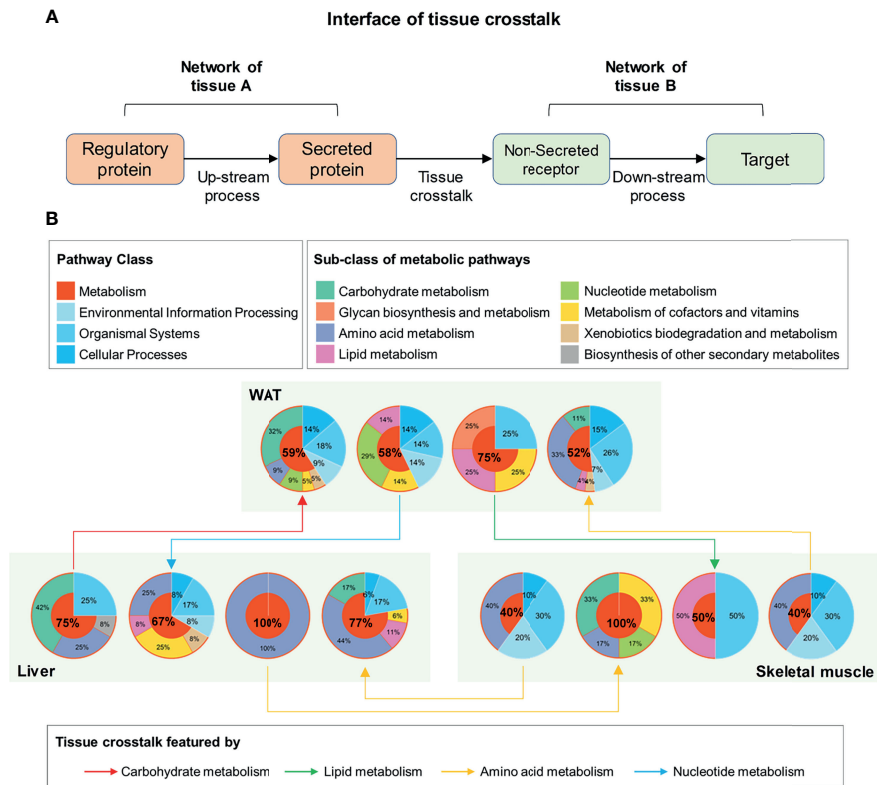 A
Interface of tissue crosstalk
Network of
tissue A
Network of
tissue B
Regulatory
protein
Up-stream
process
Secreted
protein
Tissue
crosstalk
Non-Secreted
receptor
Down-stream
process
Target
B
Pathway Class
Metabolism
Environmental Information Processing
Organismal Systems
Cellular Processes
Sub-class of metabolic pathways
Carbohydrate metabolism
Glycan biosynthesis and metabolism
Amino acid metabolism
Lipid metabolism
Nucleotide metabolism
Metabolism of cofactors and vitamins
Xenobiotics biodegradation and metabolism
Biosynthesis of other secondary metabolites
WAT
32%
14%
18%
9%
5%
5%
9%
9%
59%
14%
14%
14%
14%
14%
29%
58%
25%
25%
25%
25%
75%
11%
15%
26%
7%
4%
4%
33%
52%
42%
25%
8%
25%
75%
25%
8%
17%
8%
8%
25%
8%
67%
100%
100%
17%
6%
17%
6%
11%
44%
77%
Liver
40%
10%
30%
20%
40%
33%
33%
17%
17%
100%
50%
50%
50%
40%
10%
30%
20%
40%
Skeletal muscle
Tissue crosstalk featured by
Carbohydrate metabolism
Lipid metabolism
Amino acid metabolism
Nucleotide metabolism